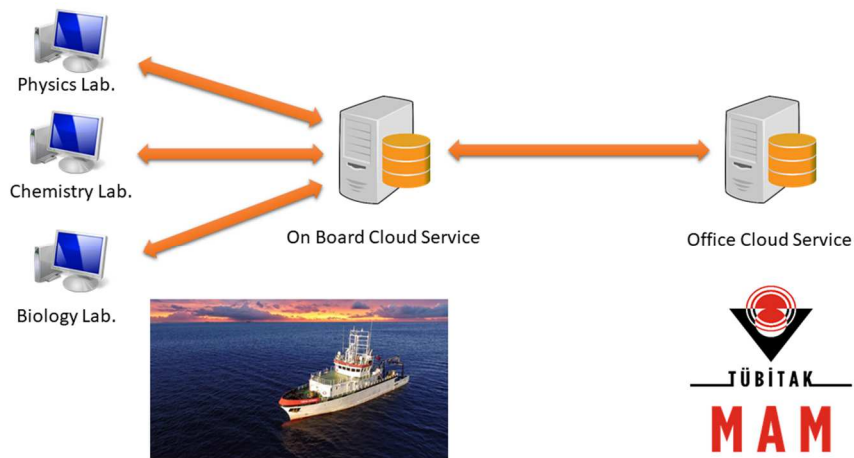 Physics Lab.
Chemistry Lab.
On Board Cloud Service
Office Cloud Service
Biology Lab.
TÜBİTAK
MAM